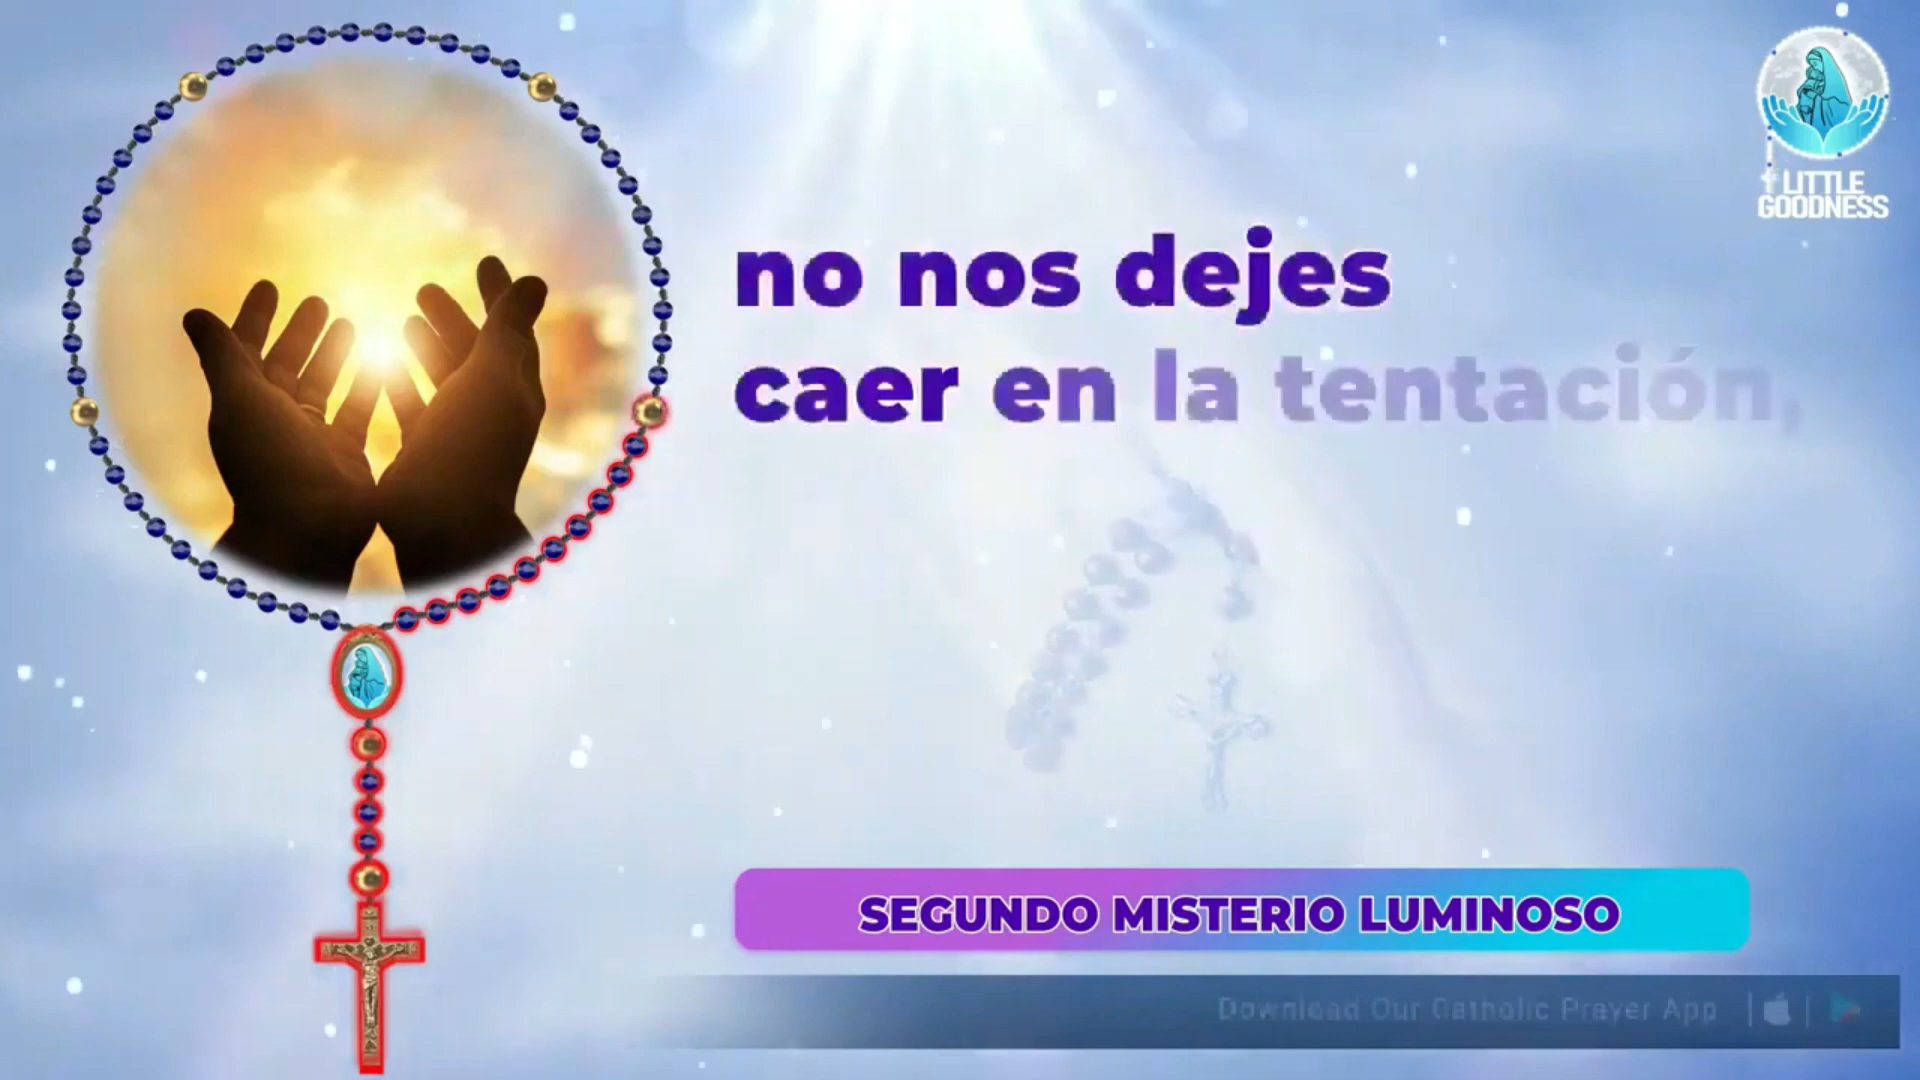 LITTLE
GOODNESS
no nos dejes
caer en la tentación,
SEGUNDO MISTERIO LUMINOSO
Download Our Catholic Prayer App